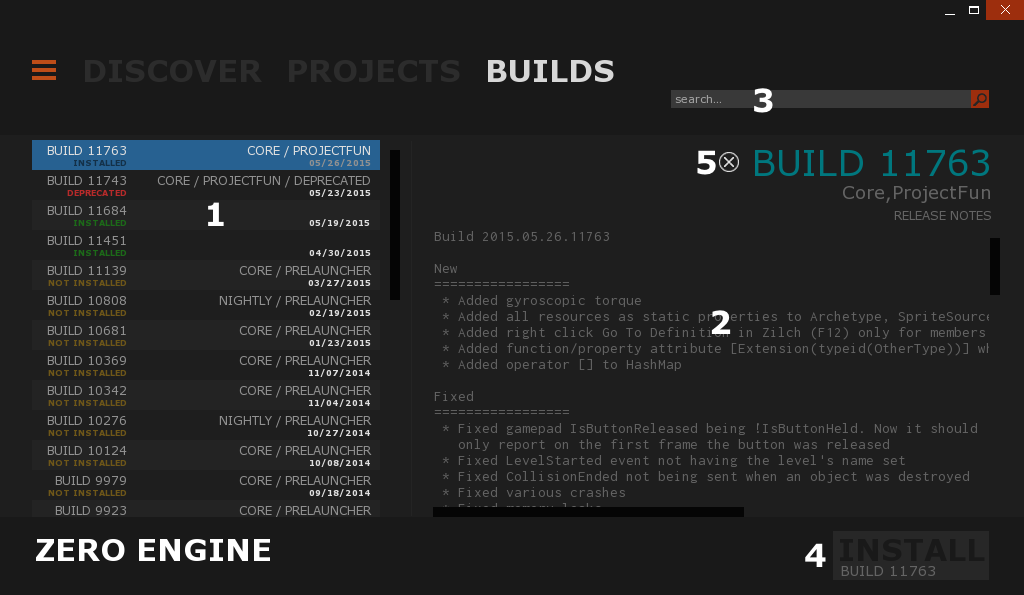 DISCOVER PROJECTS BUILDS
search... 3
BUILD 11763 CORE / PROJECTFUN
INSTALLED 05/26/2015
BUILD 11743 CORE / PROJECTFUN / DEPRECATED
DEPRECATED 05/23/2015
BUILD 11684 1
INSTALLED 05/19/2015
BUILD 11451
INSTALLED 04/30/2015
BUILD 11139 CORE / PRELAUNCHER
NOT INSTALLED 03/27/2015
BUILD 10808 NIGHTLY / PRELAUNCHER
NOT INSTALLED 02/19/2015
BUILD 10681 CORE / PRELAUNCHER
NOT INSTALLED 01/23/2015
BUILD 10369 CORE / PRELAUNCHER
NOT INSTALLED 11/07/2014
BUILD 10342 CORE / PRELAUNCHER
NOT INSTALLED 11/04/2014
BUILD 10276 NIGHTLY / PRELAUNCHER
NOT INSTALLED 10/27/2014
BUILD 10124 CORE / PRELAUNCHER
NOT INSTALLED 10/08/2014
BUILD 9979 CORE / PRELAUNCHER
NOT INSTALLED 09/18/2014
BUILD 9923 CORE / PRELAUNCHER
5 BUILD 11763
Core,ProjectFun
RELEASE NOTES
Build 2015.05.26.11763
New
=================
* Added gyroscopic torque
* Added all resources as static properties to Archetype, SpriteSource
2
* Added right click Go To Definition in Zilch (F12) only for members
* Added function/property attribute [Extension(typeid(OtherType))] wh
* Added operator [] to HashMap
Fixed
=================
* Fixed gamepad IsButtonReleased being !IsButtonHeld. Now it should
only report on the first frame the button was released
* Fixed LevelStarted event not having the level's name set
* Fixed CollisionEnded not being sent when an object was destroyed
* Fixed various crashes
* Fixed memory leaks
ZERO ENGINE
4 INSTALL
BUILD 11763